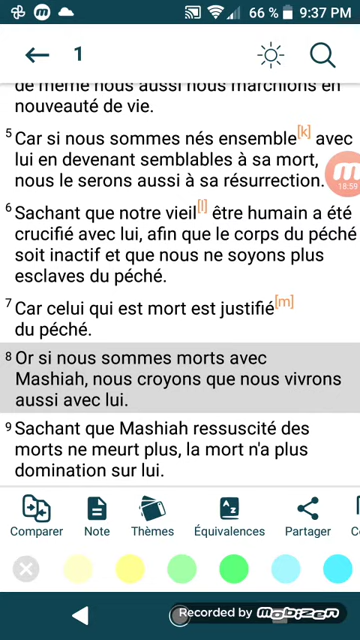 66 % 9:37 PM
1
de même nous aussi nous marchions en
nouveauté de vie.
5 Car si nous sommes nés ensemble[k] avec
lui en devenant semblables à sa mort,
nous le serons aussi à sa résurrection.
18:59
6 Sachant que notre vieil[l] être humain a été
crucifié avec lui, afin que le corps du péché
soit inactif et que nous ne soyons plus
esclaves du péché.
7 Car celui qui est mort est justifié[m]
du péché.
8 Or si nous sommes morts avec
Mashiah, nous croyons que nous vivrons
aussi avec lui.
9 Sachant que Mashiah ressuscité des
morts ne meurt plus, la mort n'a plus
domination sur lui.
Comparer Note Thèmes Équivalences Partager
Recorded by mobizen